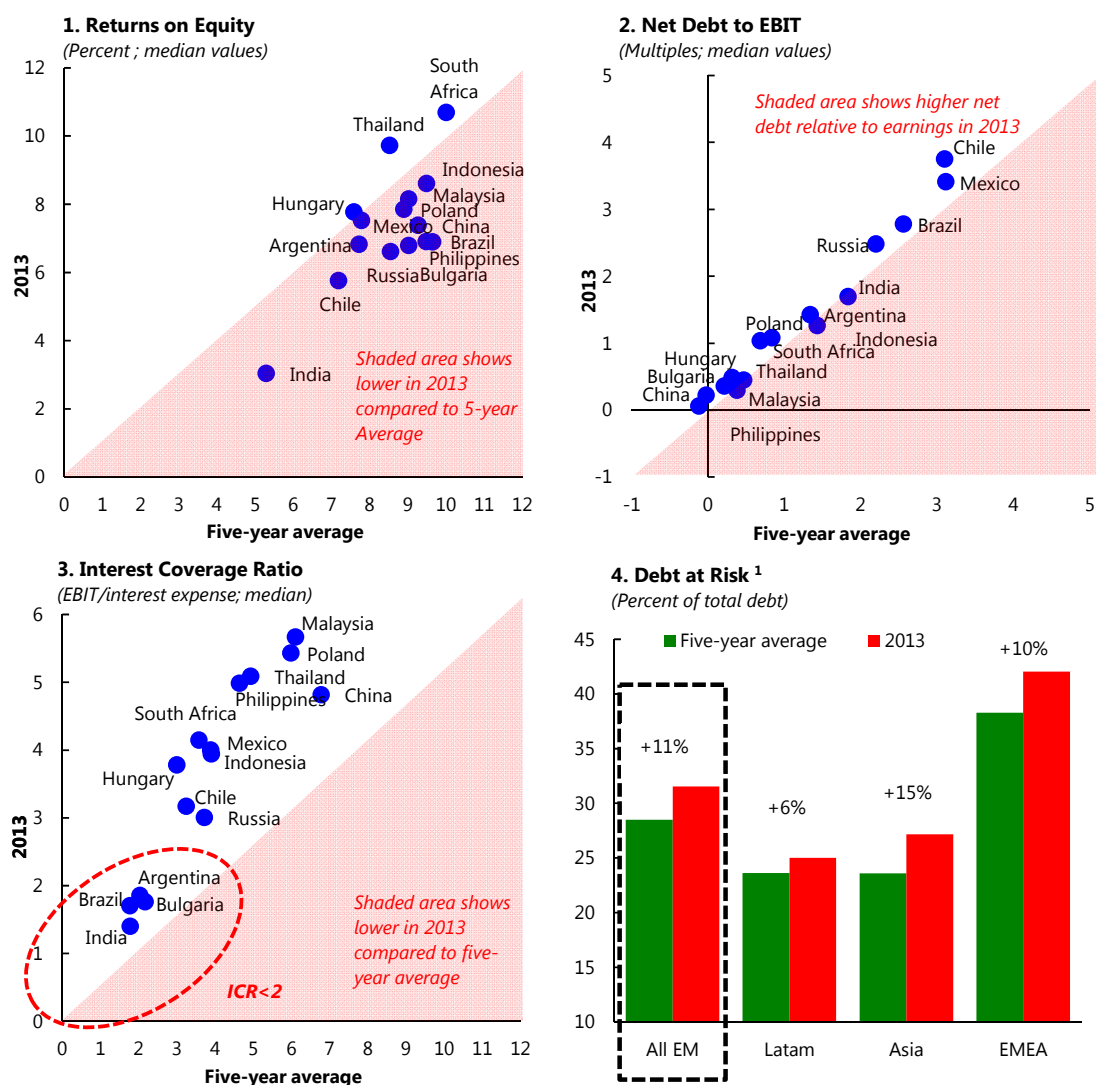 1. Returns on Equity
(Percent ; median values)
12
10
8
6
4
2
0
2013
South
Africa
Thailand
Indonesia
Malaysia
Hungary
Poland
Mexico
China
Argentina
Brazil
Philippines
Russia
Bulgaria
Chile
India
Shaded area shows
lower in 2013
compared to 5-year
Average
0 1 2 3 4 5 6 7 8 9 10 11 12
Five-year average
2. Net Debt to EBIT
(Multiples; median values)
5
4
3
2
1
0
-1
2013
Shaded area shows higher net
debt relative to earnings in 2013
Chile
Mexico
Brazil
Russia
India
Argentina
Poland
Indonesia
South Africa
Hungary
Thailand
Bulgaria
China
Malaysia
Philippines
-1 0 1 2 3 4 5
Five-year average
3. Interest Coverage Ratio
(EBIT/interest expense; median)
6
5
4
3
2
1
0
2013
Malaysia
Poland
Thailand
Philippines
China
South Africa
Mexico
Indonesia
Hungary
Chile
Russia
Argentina
Brazil
Bulgaria
India
ICR<2
Shaded area shows
lower in 2013
compared to five-
year average
0 1 2 3 4 5 6 7 8 9 10 11 12
Five-year average
4. Debt at Risk ¹
(Percent of total debt)
45
40
35
30
25
20
15
10
Five-year average
2013
+11%
+6%
+15%
+10%
All EM
Latam
Asia
EMEA